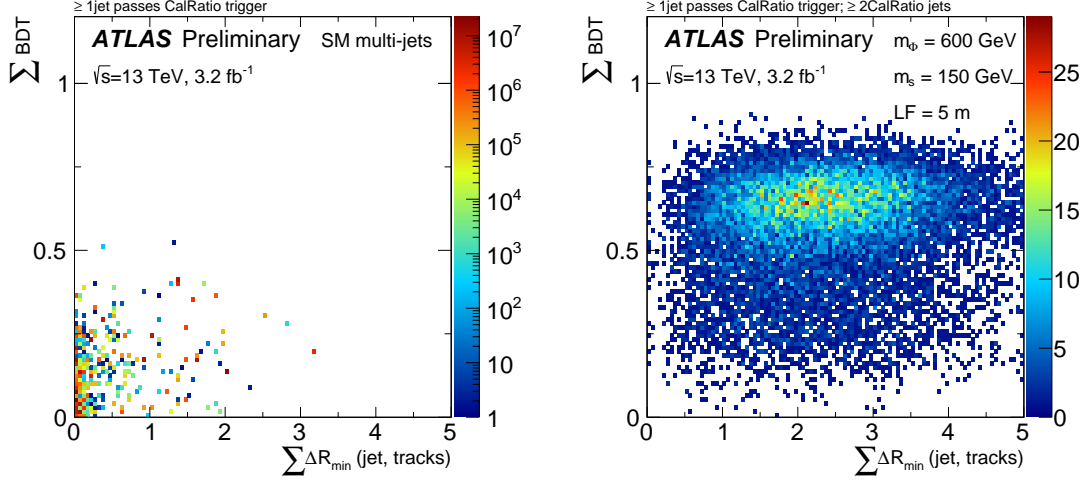 ≥ 1jet passes CalRatio trigger
ATLAS Preliminary SM multi-jets
√s=13 TeV, 3.2 fb⁻¹
∑ BDT
1
0.5
0
0 1 2 3 4 5
∑ ΔR_min (jet, tracks)
10⁷
10⁶
10⁵
10⁴
10³
10²
10
1
≥ 1jet passes CalRatio trigger; ≥ 2CalRatio jets
ATLAS Preliminary m_Φ = 600 GeV
√s=13 TeV, 3.2 fb⁻¹ m_s = 150 GeV
LF = 5 m
∑ BDT
1
0.5
0
0 1 2 3 4 5
∑ ΔR_min (jet, tracks)
25
20
15
10
5
0